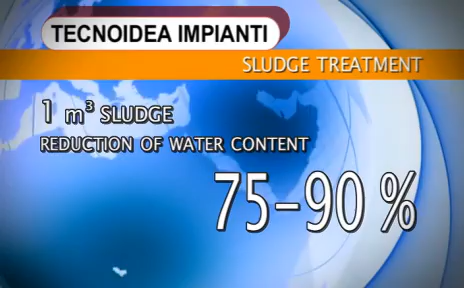 TECNOIDEA IMPIANTI
SLUDGE TREATMENT
1 m³ SLUDGE
REDUCTION OF WATER CONTENT
75-90 %